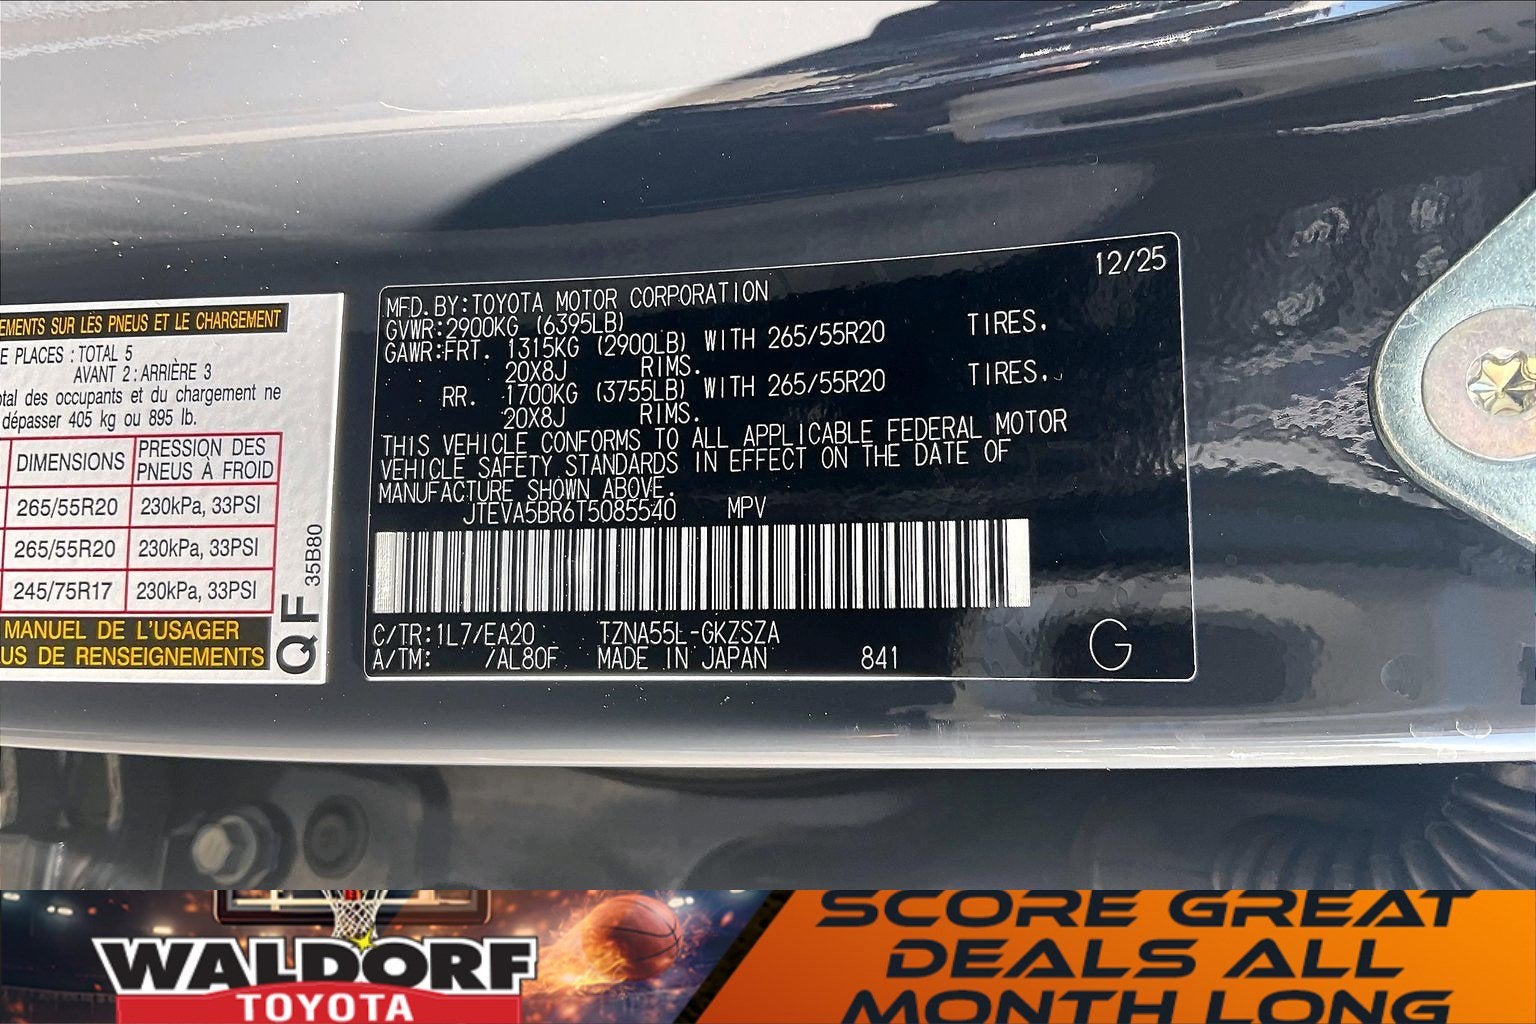 EMENTS SUR LES PNEUS ET LE CHARGEMENT
E PLACES : TOTAL 5
AVANT 2 : ARRIÈRE 3
otal des occupants et du chargement ne
dépasser 405 kg ou 895 lb.
DIMENSIONS PRESSION DES PNEUS À FROID
265/55R20 230kPa, 33PSI
265/55R20 230kPa, 33PSI
245/75R17 230kPa, 33PSI
MANUEL DE L'USAGER
US DE RENSEIGNEMENTS
QF 35B80
12/25
MFD.BY:TOYOTA MOTOR CORPORATION
GVWR:2900KG (6395LB)
GAWR:FRT. 1315KG (2900LB) WITH 265/55R20 TIRES.
20X8J RIMS.
RR. 1700KG (3755LB) WITH 265/55R20 TIRES.
20X8J RIMS.
THIS VEHICLE CONFORMS TO ALL APPLICABLE FEDERAL MOTOR
VEHICLE SAFETY STANDARDS IN EFFECT ON THE DATE OF
MANUFACTURE SHOWN ABOVE.
JTEVA5BR6T5085540 MPV
C/TR:1L7/EA20 TZNA55L-GKZSZA
A/TM: /AL80F MADE IN JAPAN 841 G
WALDORF
TOYOTA
SCORE GREAT
DEALS ALL
MONTH LONG